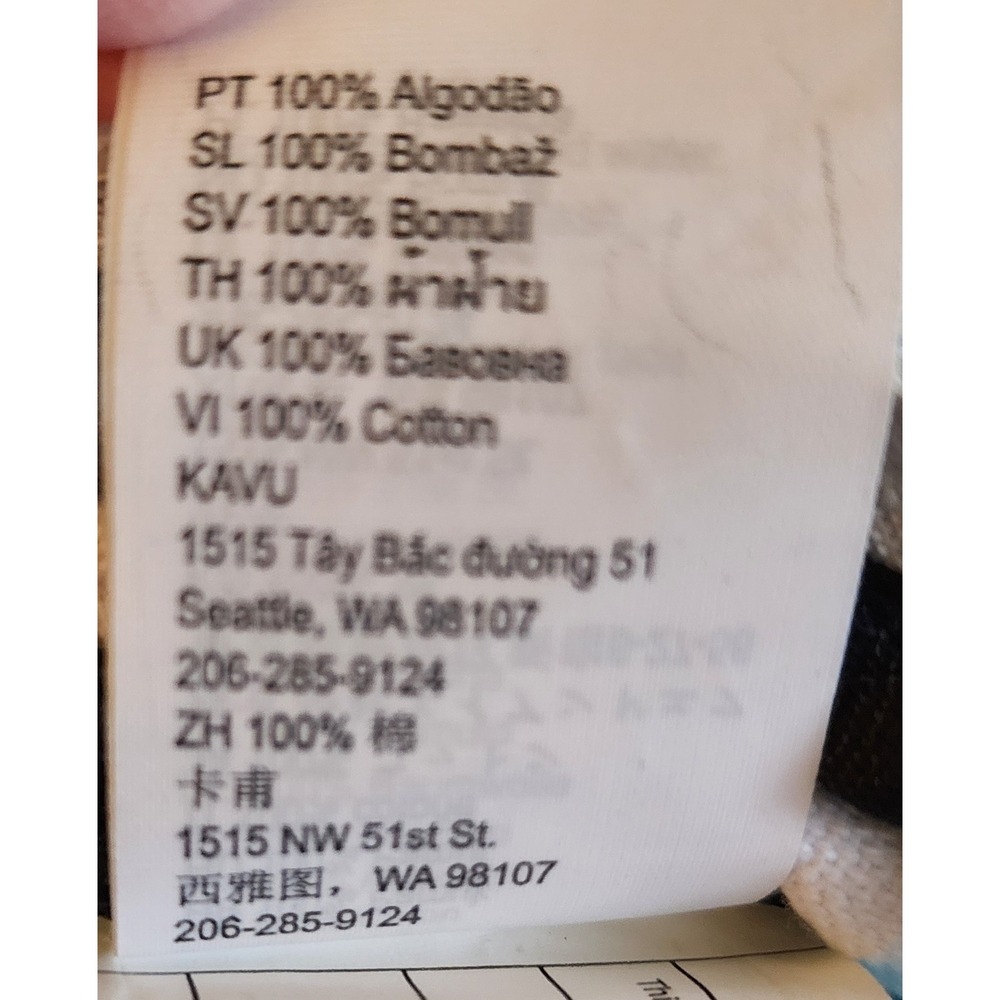 PT 100% Algodão
SL 100% Bombaž
SV 100% Bomull
TH 100% ผ้าฝ้าย
UK 100% Бавовна
VI 100% Cotton
KAVU
1515 Tây Bắc đường 51
Seattle, WA 98107
206-285-9124
ZH 100% 棉
卡甫
1515 NW 51st St.
西雅图，WA 98107
206-285-9124
Thi